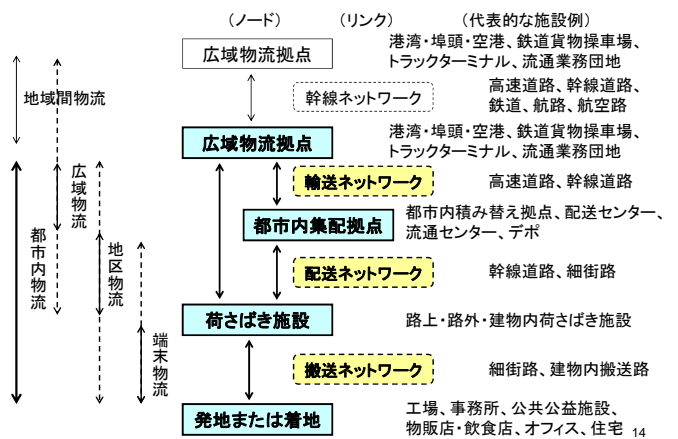 （ノード）　（リンク）　（代表的な施設例）
広域物流拠点
港湾・埠頭・空港、鉄道貨物操車場、
トラックターミナル、流通業務団地
地域間物流
幹線ネットワーク
高速道路、幹線道路、
鉄道、航路、航空路
広域物流拠点
港湾・埠頭・空港、鉄道貨物操車場、
トラックターミナル、流通業務団地
広域物流
輸送ネットワーク
高速道路、幹線道路
都市内集配拠点
都市内積み替え拠点、配送センター、
流通センター、デポ
都市内物流
地区物流
配送ネットワーク
幹線道路、細街路
荷さばき施設
路上・路外・建物内荷さばき施設
端末物流
搬送ネットワーク
細街路、建物内搬送路
発地または着地
工場、事務所、公共公益施設、
物販店・飲食店、オフィス、住宅
14